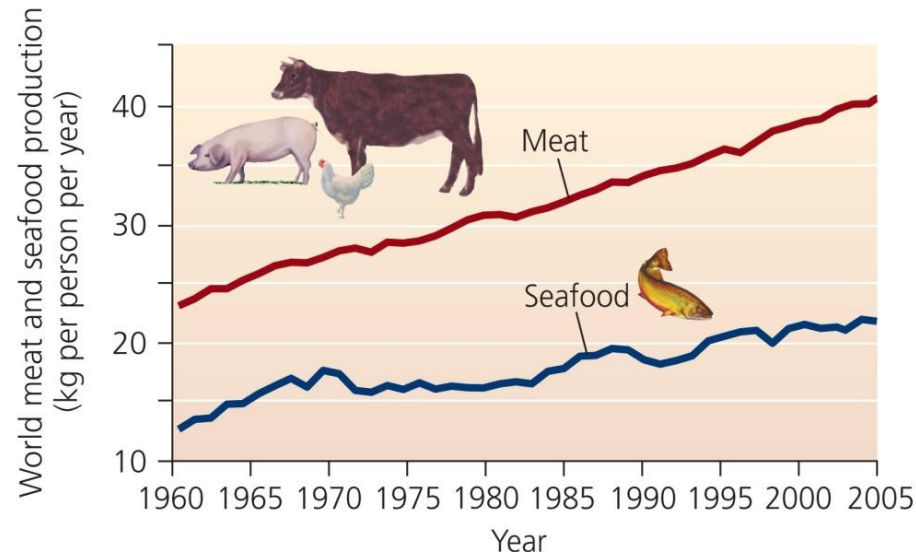 World meat and seafood production
(kg per person per year)
40
30
20
10
Meat
Seafood
1960 1965 1970 1975 1980 1985 1990 1995 2000 2005
Year